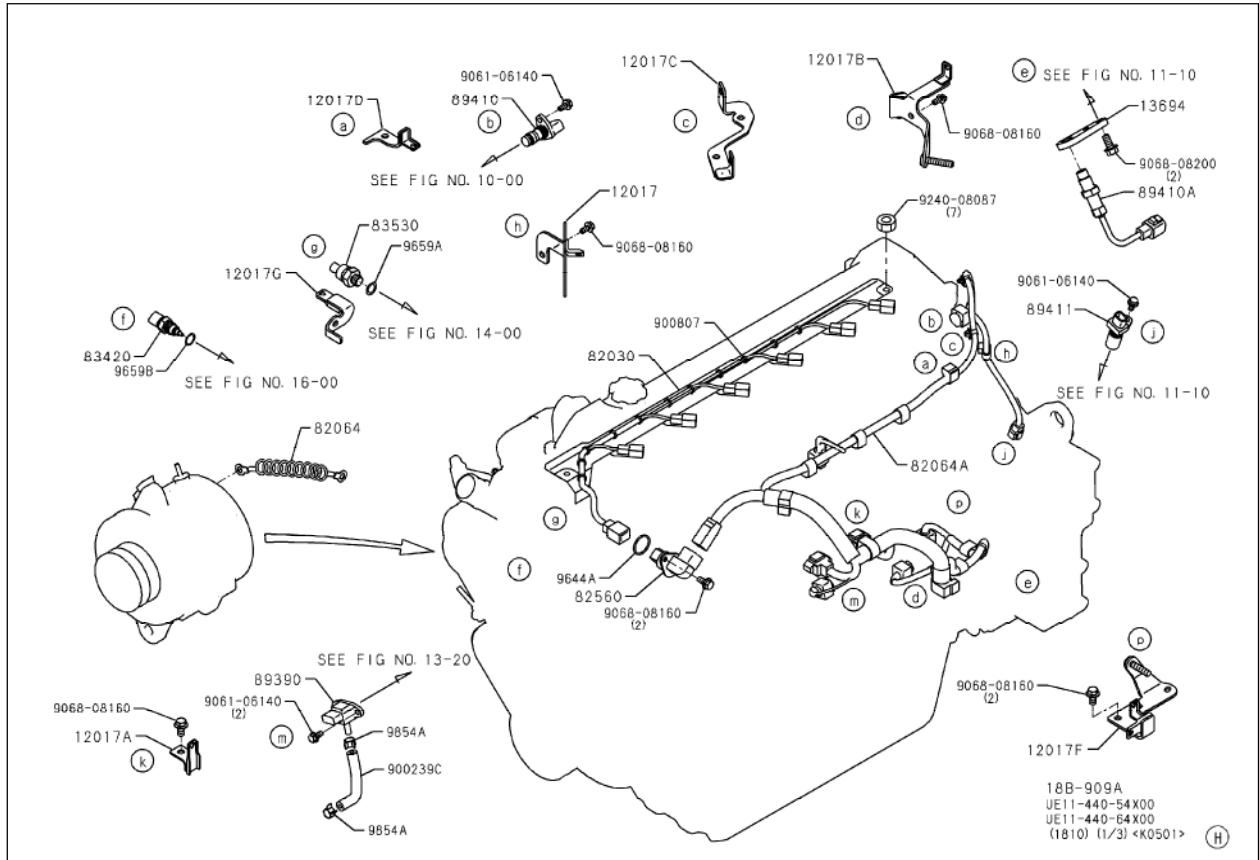 12017D
a
9061-06140
89410
b
SEE FIG NO. 10-00
12017C
c
12017B
d
9068-08160
e
SEE FIG NO. 11-10
13694
9068-08200
(2)
89410A
12017
h
9068-08160
9240-08087
(7)
g
83530
9659A
12017G
SEE FIG NO. 14-00
f
83420
9659B
SEE FIG NO. 16-00
9061-06140
89411
j
SEE FIG NO. 11-10
900807
82030
b
c
h
a
j
82064
82064A
g
k
p
f
9644A
82560
9068-08160
(2)
m
d
e
SEE FIG NO. 13-20
89390
9061-06140
(2)
m
9854A
900239C
9854A
9068-08160
12017A
k
p
9068-08160
(2)
12017F
18B-909A
UE11-440-54X00
UE11-440-64X00
(1810) (1/3) <K0501>
H